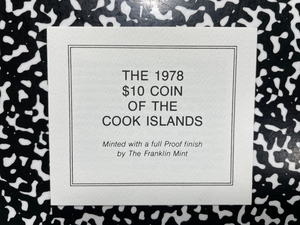 THE 1978
$10 COIN
OF THE
COOK ISLANDS
Minted with a full Proof finish
by The Franklin Mint